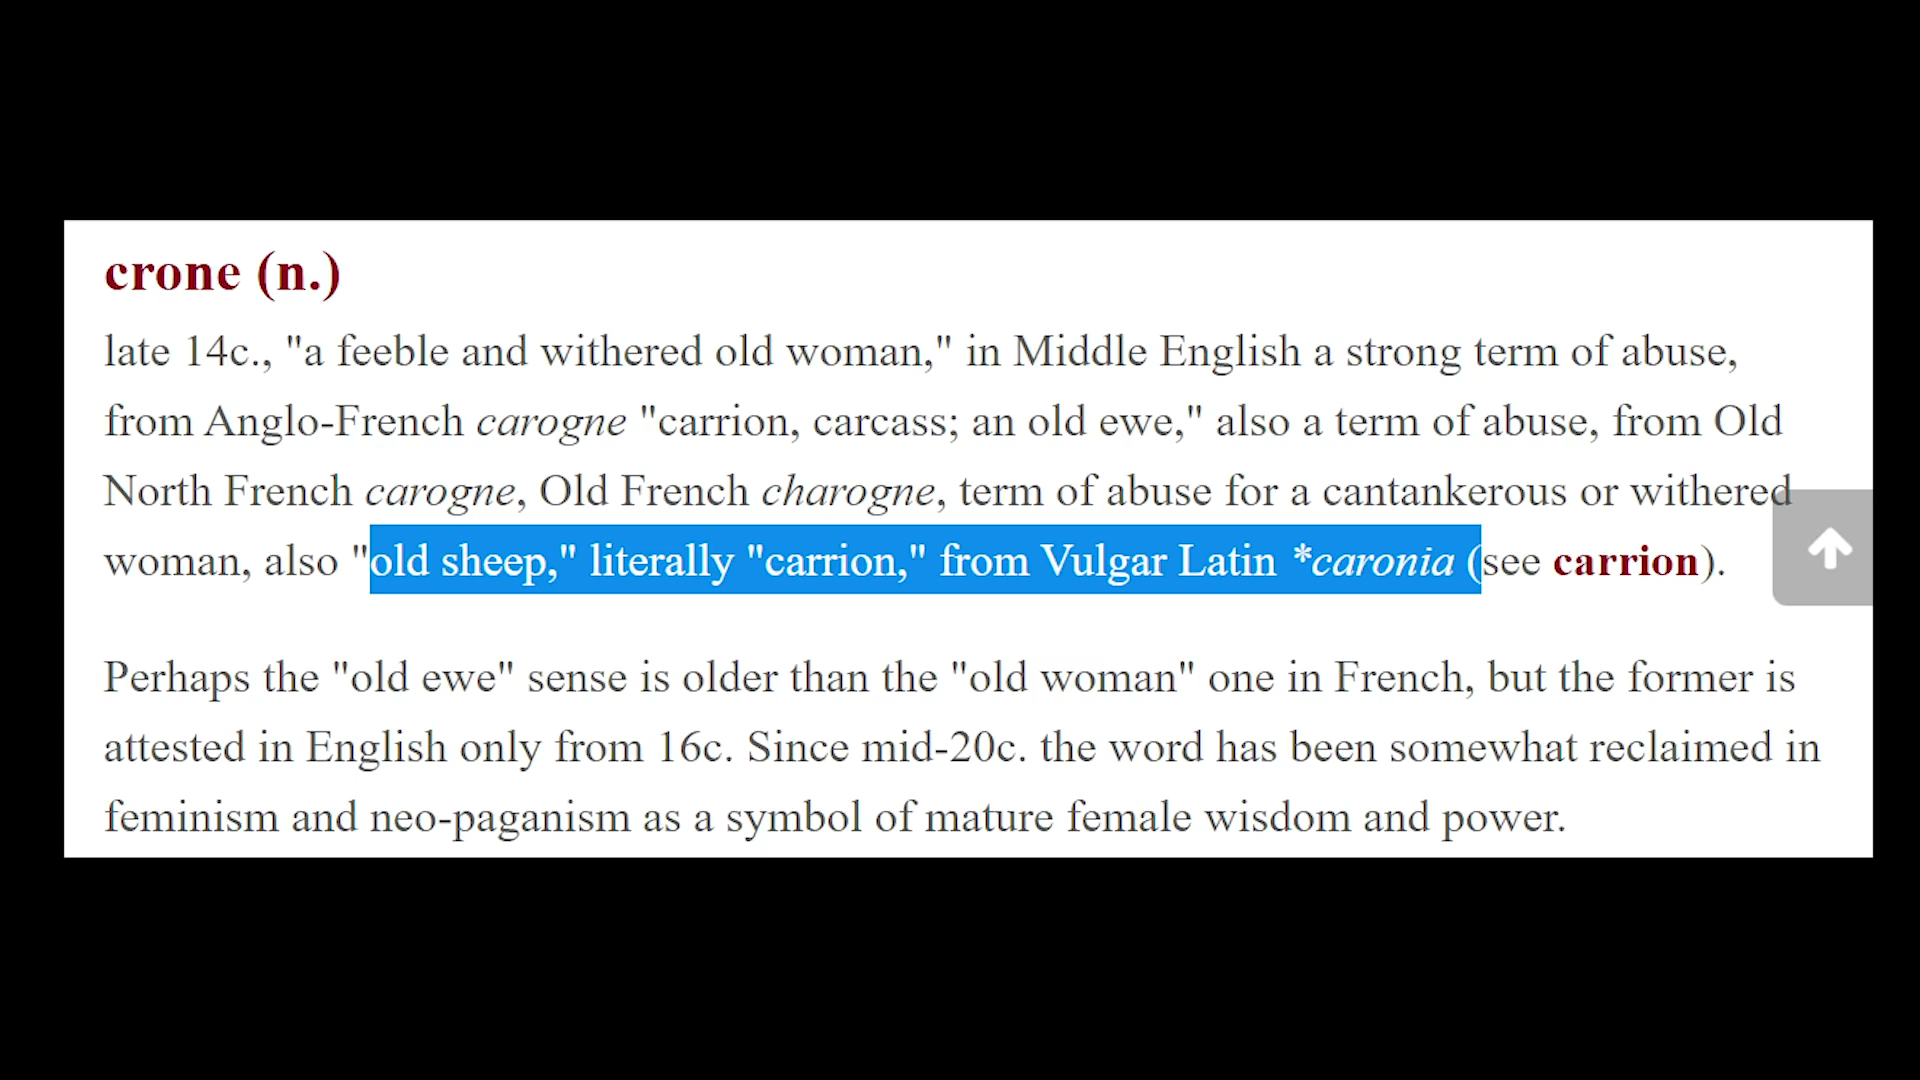 crone (n.)
late 14c., "a feeble and withered old woman," in Middle English a strong term of abuse,
from Anglo-French carogne "carrion, carcass; an old ewe," also a term of abuse, from Old
North French carogne, Old French charogne, term of abuse for a cantankerous or withered
woman, also "old sheep," literally "carrion," from Vulgar Latin *caronia (see carrion).
Perhaps the "old ewe" sense is older than the "old woman" one in French, but the former is
attested in English only from 16c. Since mid-20c. the word has been somewhat reclaimed in
feminism and neo-paganism as a symbol of mature female wisdom and power.